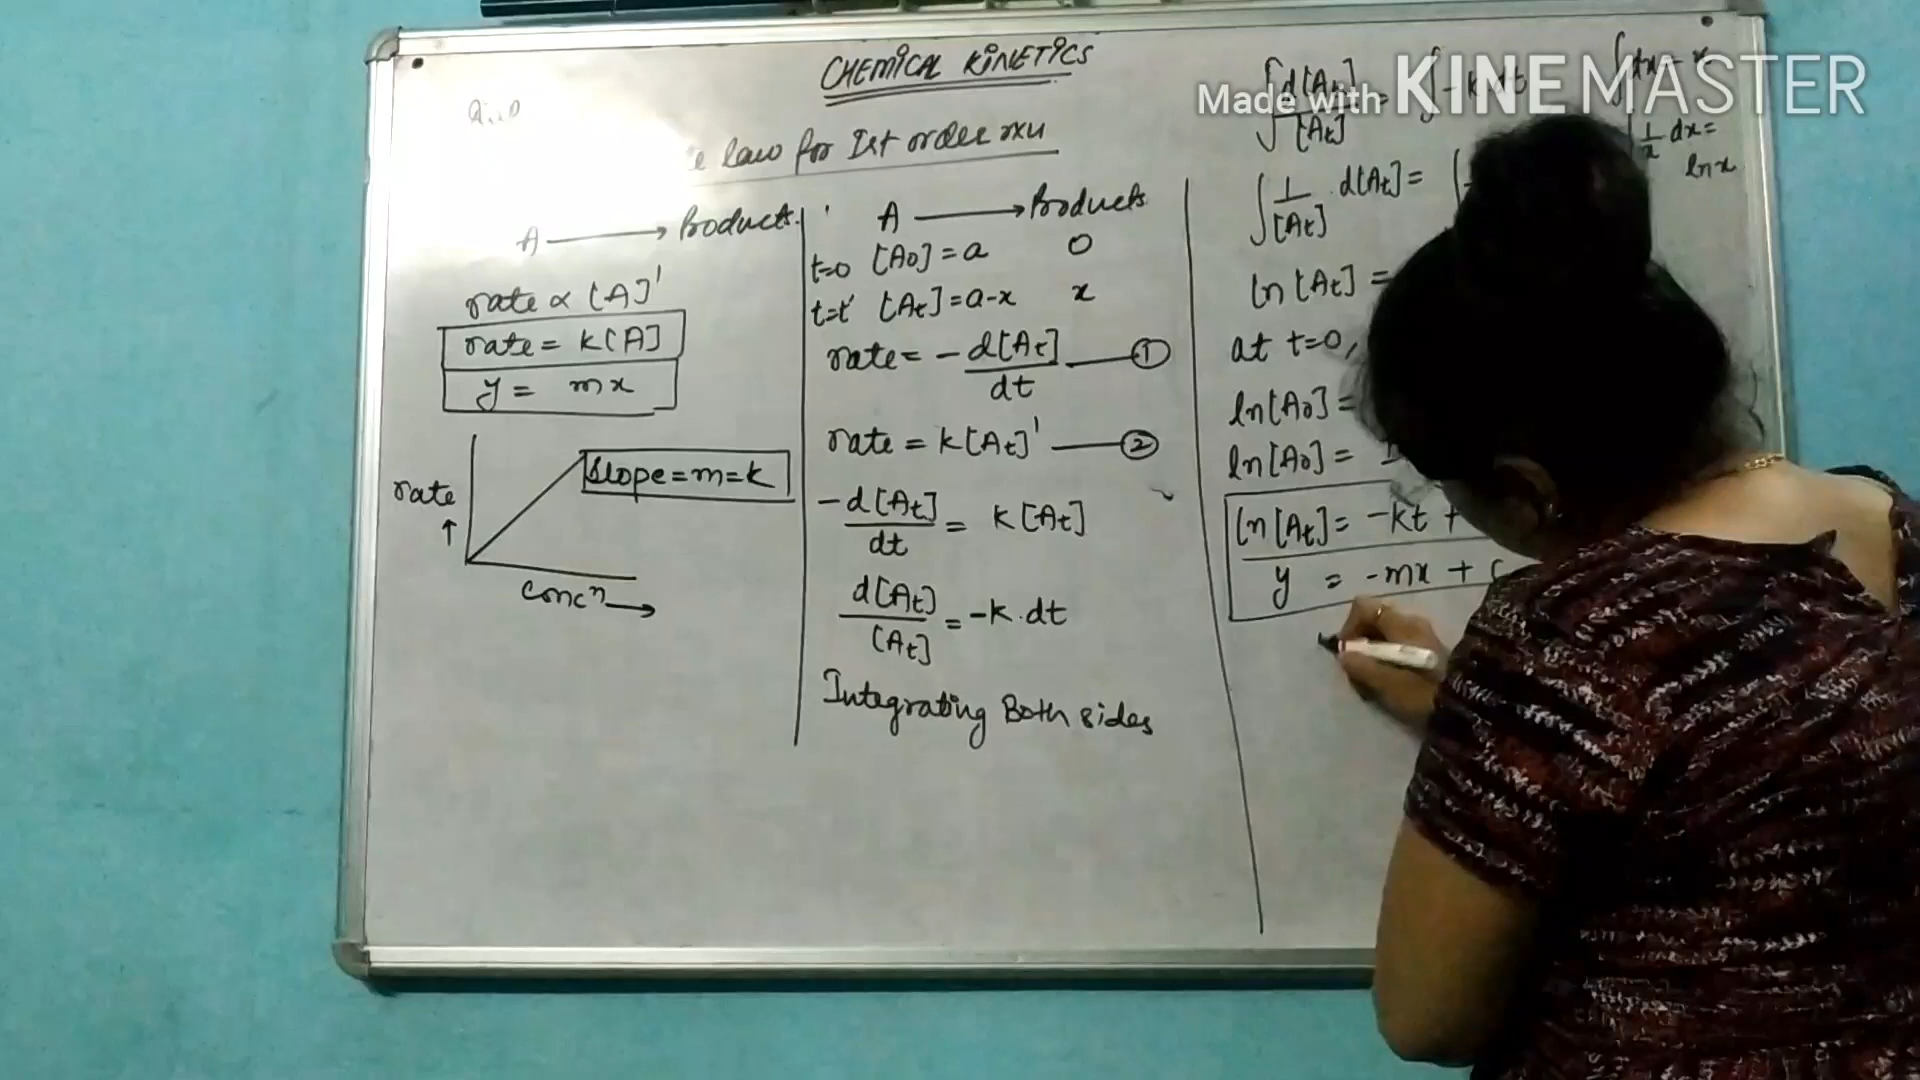 CHEMICAL KINETICS
law for Ist order rxn
A ⟶ Products
rate ∝ [A]¹
rate = k[A]
y = mx
slope = m = k
rate ↑
concⁿ ⟶
A ⟶ Products
t=0 [A₀] = a 0
t=t [Aₜ] = a-x x
rate = - d[Aₜ]/dt — ①
rate = k[Aₜ]¹ — ②
-d[Aₜ]/dt = k[Aₜ]
d[Aₜ]/[Aₜ] = -k.dt
Integrating Both sides
Made with KINEMASTER
∫ d[Aₜ]/[Aₜ] = ∫ -k dt
∫ 1/[Aₜ] d[Aₜ] = ∫
ln [Aₜ] =
at t=0,
ln[A₀] =
ln[A₀] =
ln [Aₜ] = -kt +
y = -mx + c
∫ dx = x
∫ 1/x dx =
ln x